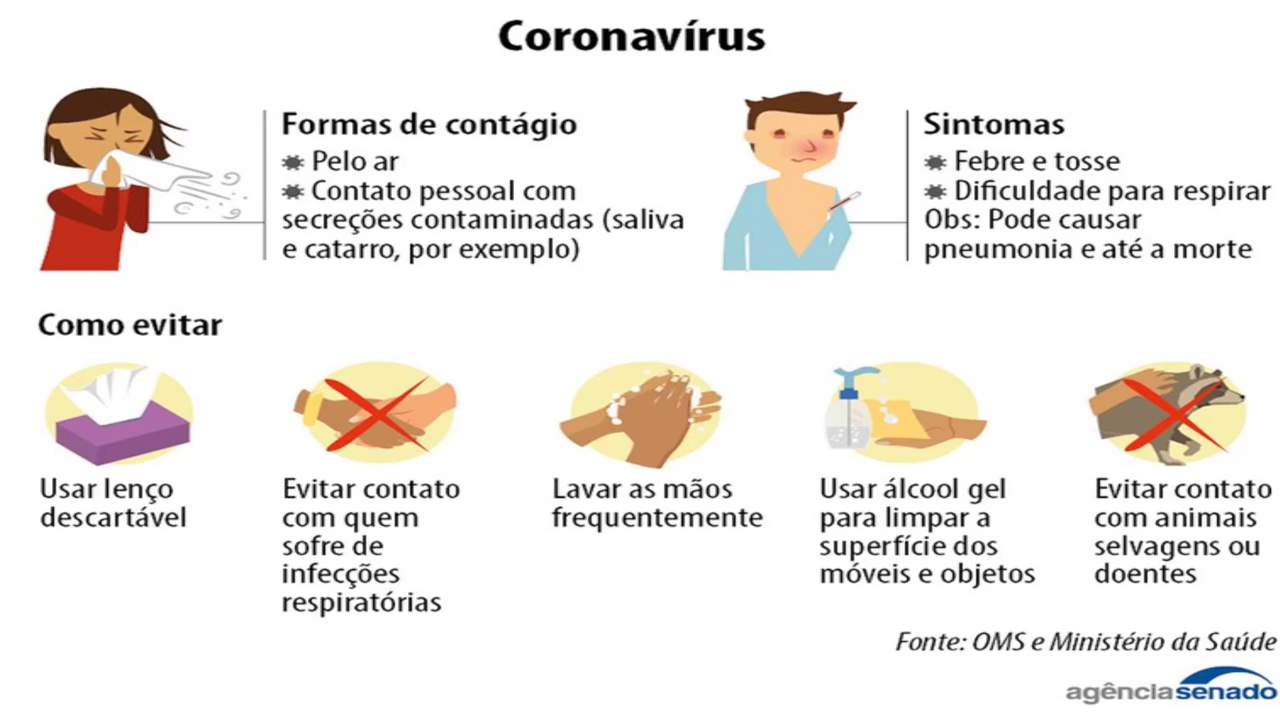 Coronavírus
Formas de contágio
Pelo ar
Contato pessoal com
secreções contaminadas (saliva
e catarro, por exemplo)
Sintomas
Febre e tosse
Dificuldade para respirar
Obs: Pode causar
pneumonia e até a morte
Como evitar
Usar lenço
descartável
Evitar contato
com quem
sofre de
infecções
respiratórias
Lavar as mãos
frequentemente
Usar álcool gel
para limpar a
superfície dos
móveis e objetos
Evitar contato
com animais
selvagens ou
doentes
Fonte: OMS e Ministério da Saúde
agênciasenado